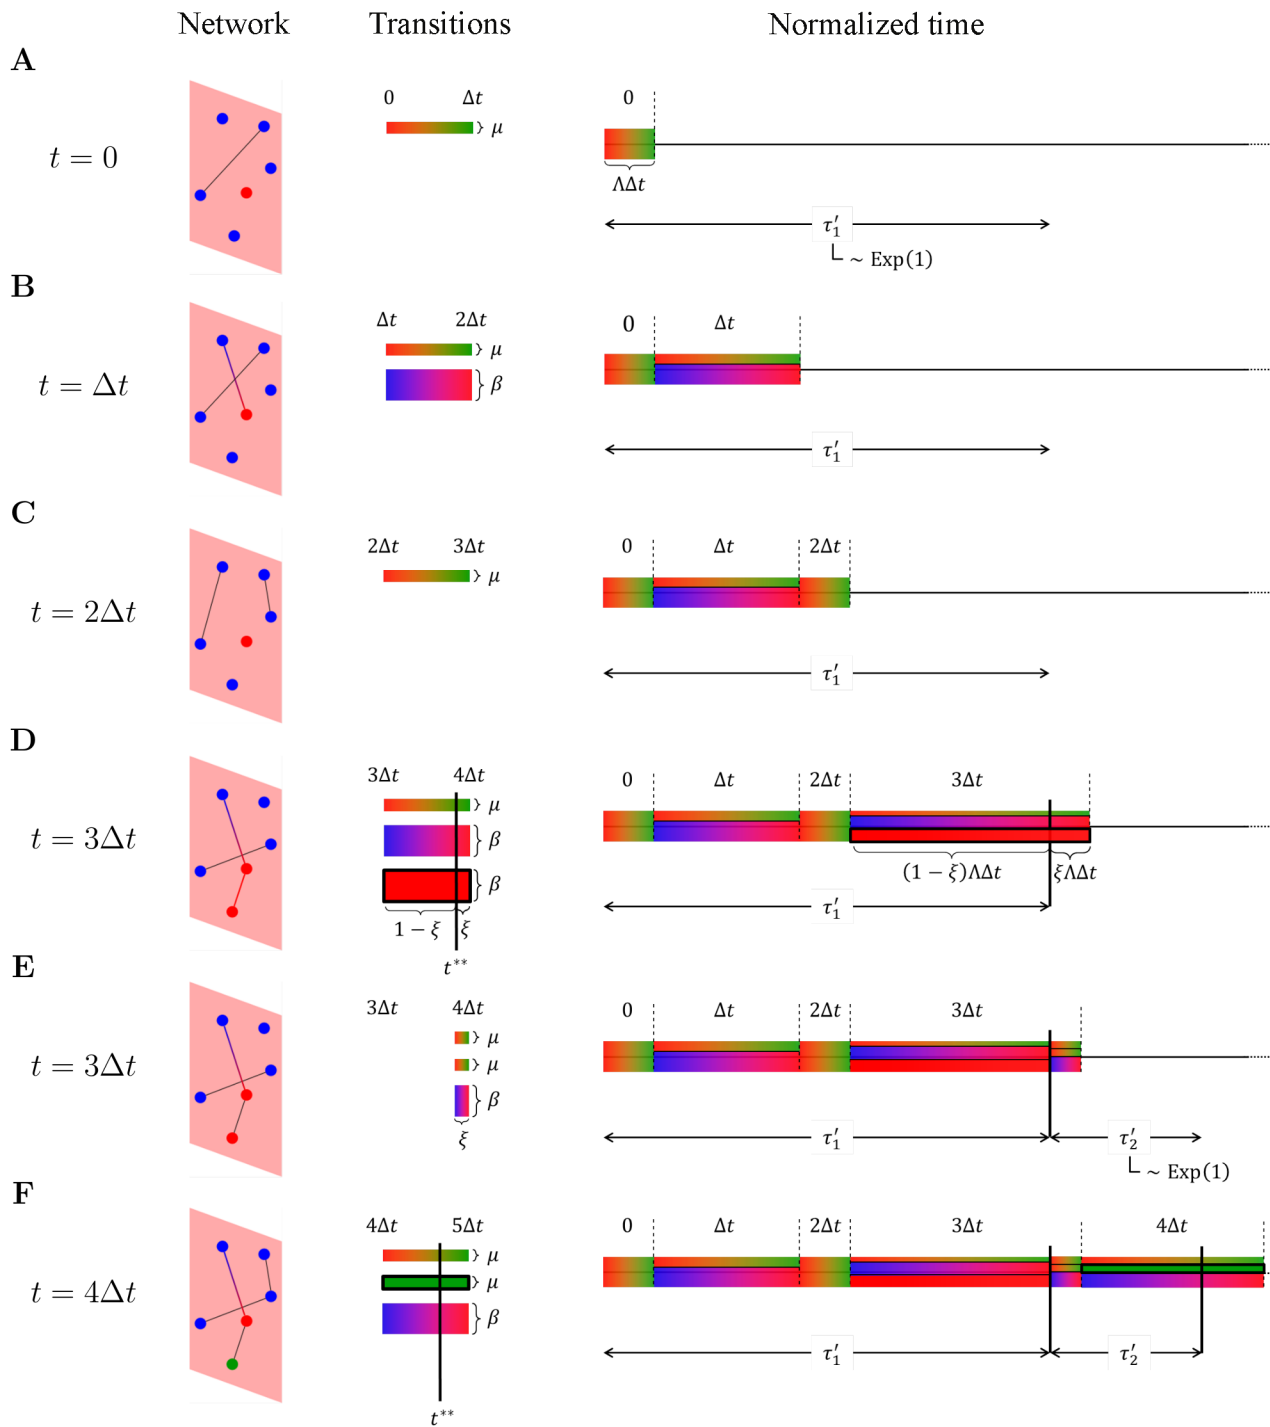 Network Transitions Normalized time
A
t = 0
0 Δt
μ
0
ΛΔt
τ′₁
~ Exp(1)
B
t = Δt
Δt 2Δt
μ
β
0 Δt
τ′₁
C
t = 2Δt
2Δt 3Δt
μ
0 Δt 2Δt
τ′₁
D
t = 3Δt
3Δt 4Δt
μ
β
β
1 − ξ ξ
t**
0 Δt 2Δt 3Δt
(1 − ξ)ΛΔt ξΛΔt
τ′₁
E
t = 3Δt
3Δt 4Δt
μ
μ
β
ξ
0 Δt 2Δt 3Δt
τ′₁ τ′₂
~ Exp(1)
F
t = 4Δt
4Δt 5Δt
μ
μ
β
t**
0 Δt 2Δt 3Δt 4Δt
τ′₁ τ′₂